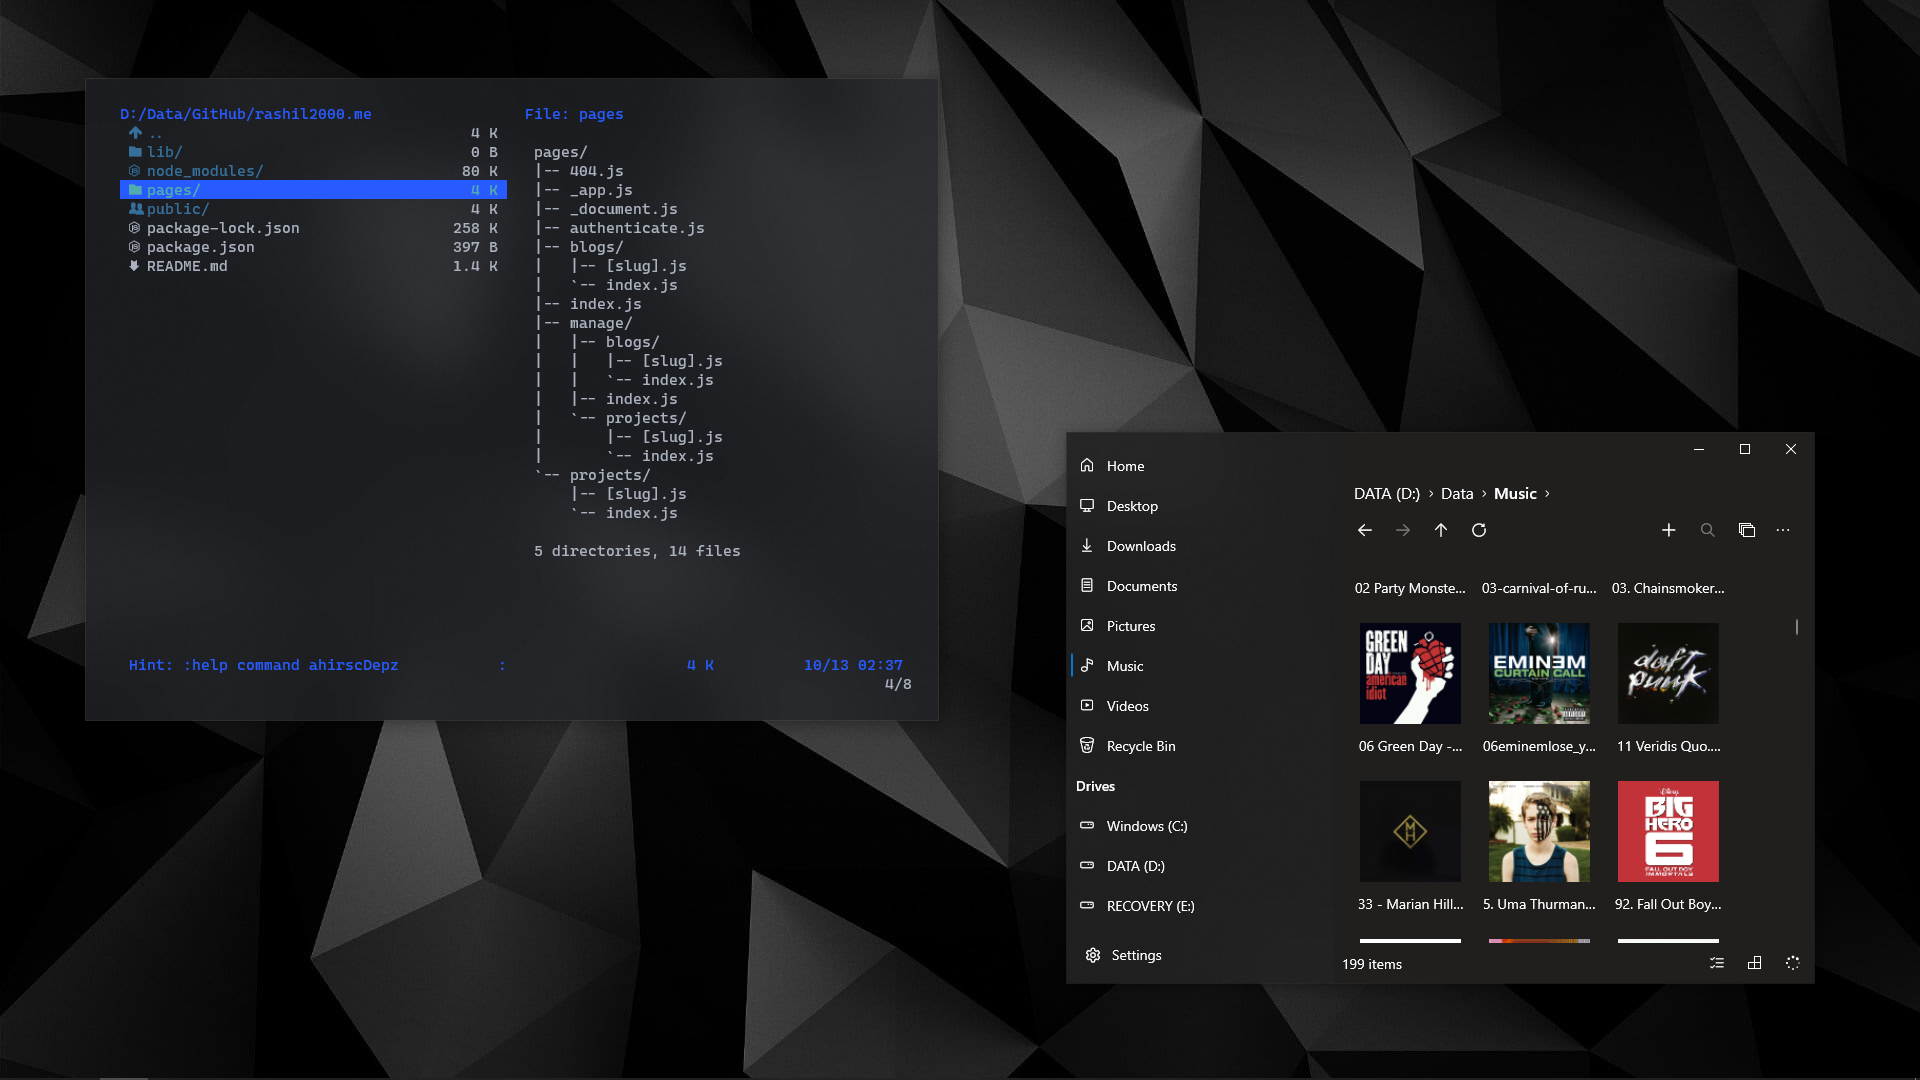 D:/Data/GitHub/rashil2000.me
.. 4 K
lib/ 0 B
node_modules/ 80 K
pages/ 4 K
public/ 4 K
package-lock.json 258 K
package.json 397 B
README.md 1.4 K
File: pages
pages/
|-- 404.js
|-- _app.js
|-- _document.js
|-- authenticate.js
|-- blogs/
|   |-- [slug].js
|   `-- index.js
|-- index.js
|-- manage/
|   |-- blogs/
|   |   |-- [slug].js
|   |   `-- index.js
|   |-- index.js
|   `-- projects/
|       |-- [slug].js
|       `-- index.js
`-- projects/
    |-- [slug].js
    `-- index.js
5 directories, 14 files
Hint: :help command ahirscDepz : 4 K 10/13 02:37
4/8
Home
Desktop
Downloads
Documents
Pictures
Music
Videos
Recycle Bin
Drives
Windows (C:)
DATA (D:)
RECOVERY (E:)
Settings
DATA (D:) › Data › Music ›
02 Party Monste... 03-carnival-of-ru... 03. Chainsmoker...
GREEN DAY
american idiot
EMINEM
CURTAIN CALL
daft punk
06 Green Day -... 06eminemlose_y... 11 Veridis Quo....
MH
Disney
BIG HERO 6
FALL OUT BOY
IMMORTALS
33 - Marian Hill... 5. Uma Thurman... 92. Fall Out Boy...
199 items